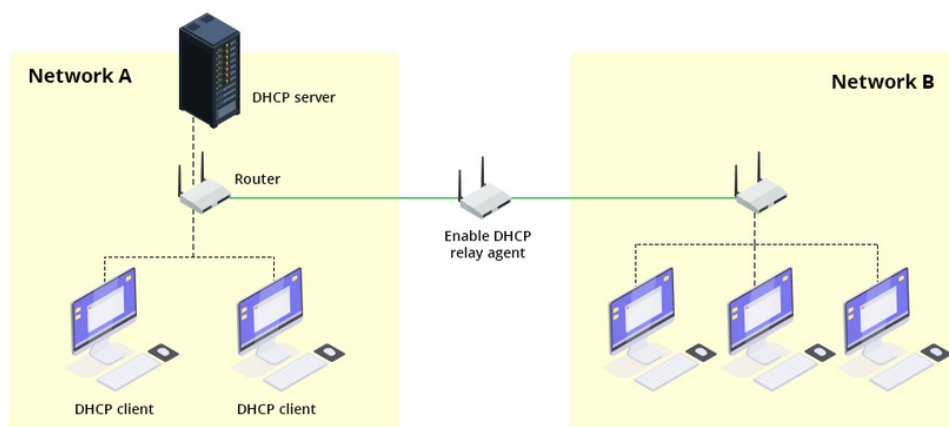 Network A
DHCP server
Network B
Router
Enable DHCP
relay agent
DHCP client
DHCP client